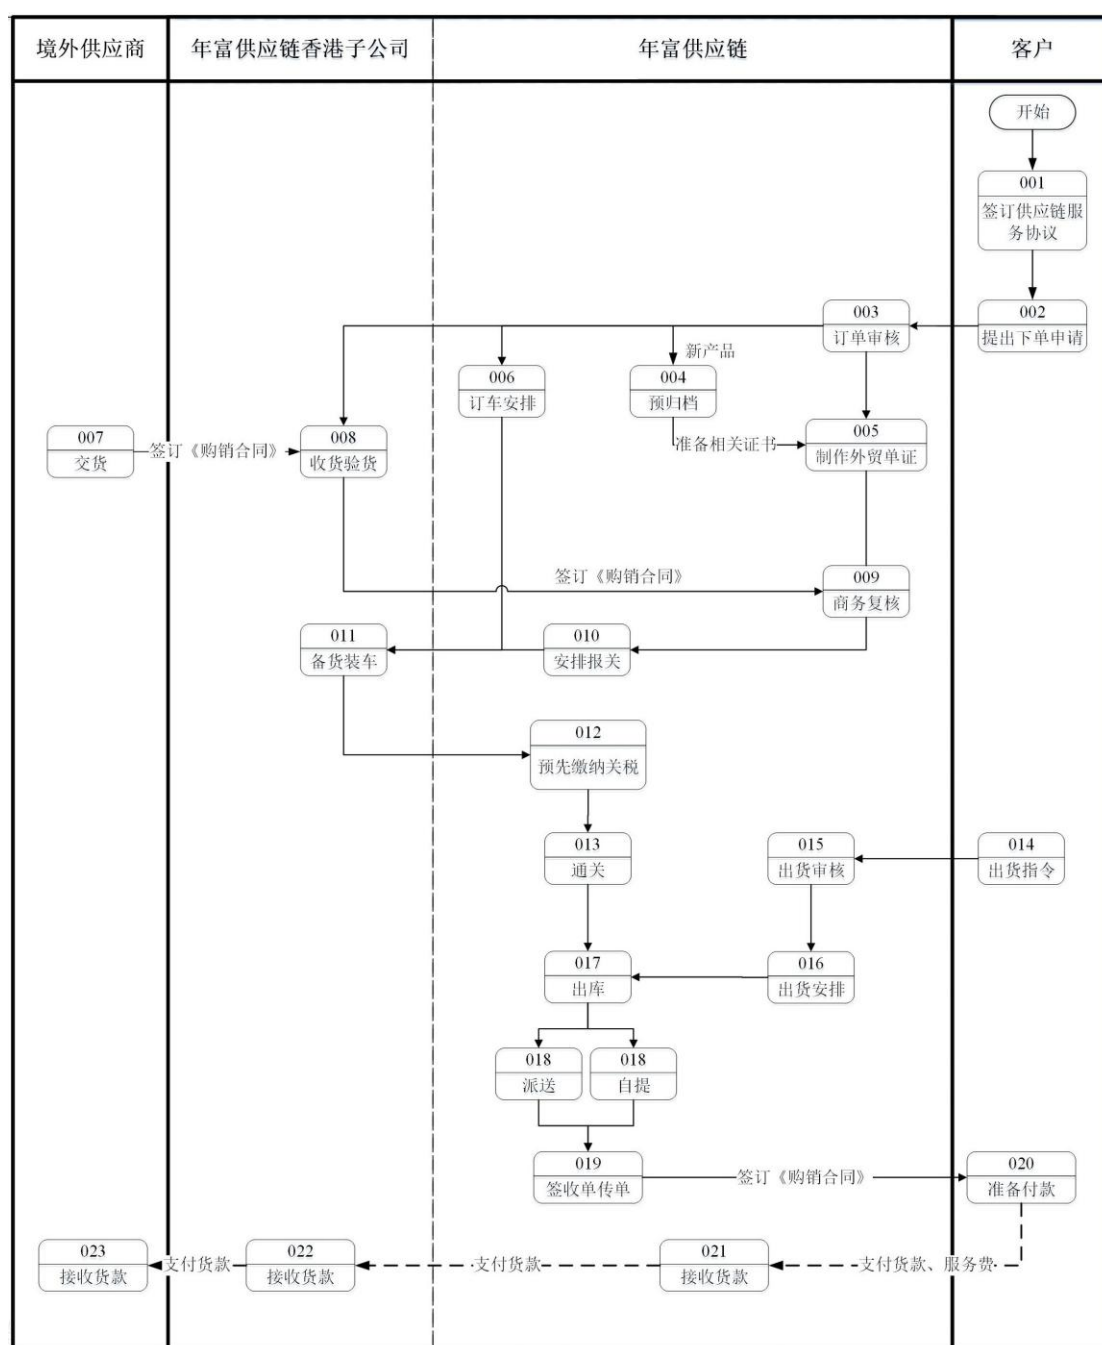 境外供应商
年富供应链香港子公司
年富供应链
客户
开始
001
签订供应链服
务协议
002
提出下单申请
003
订单审核
新产品
004
预归档
006
订车安排
准备相关证书
005
制作外贸单证
007
交货
签订《购销合同》
008
收货验货
签订《购销合同》
009
商务复核
010
安排报关
011
备货装车
012
预先缴纳关税
013
通关
014
出货指令
015
出货审核
016
出货安排
017
出库
018
派送
018
自提
019
签收单传单
签订《购销合同》
020
准备付款
支付货款、服务费
021
接收货款
支付货款
022
接收货款
支付货款
023
接收货款